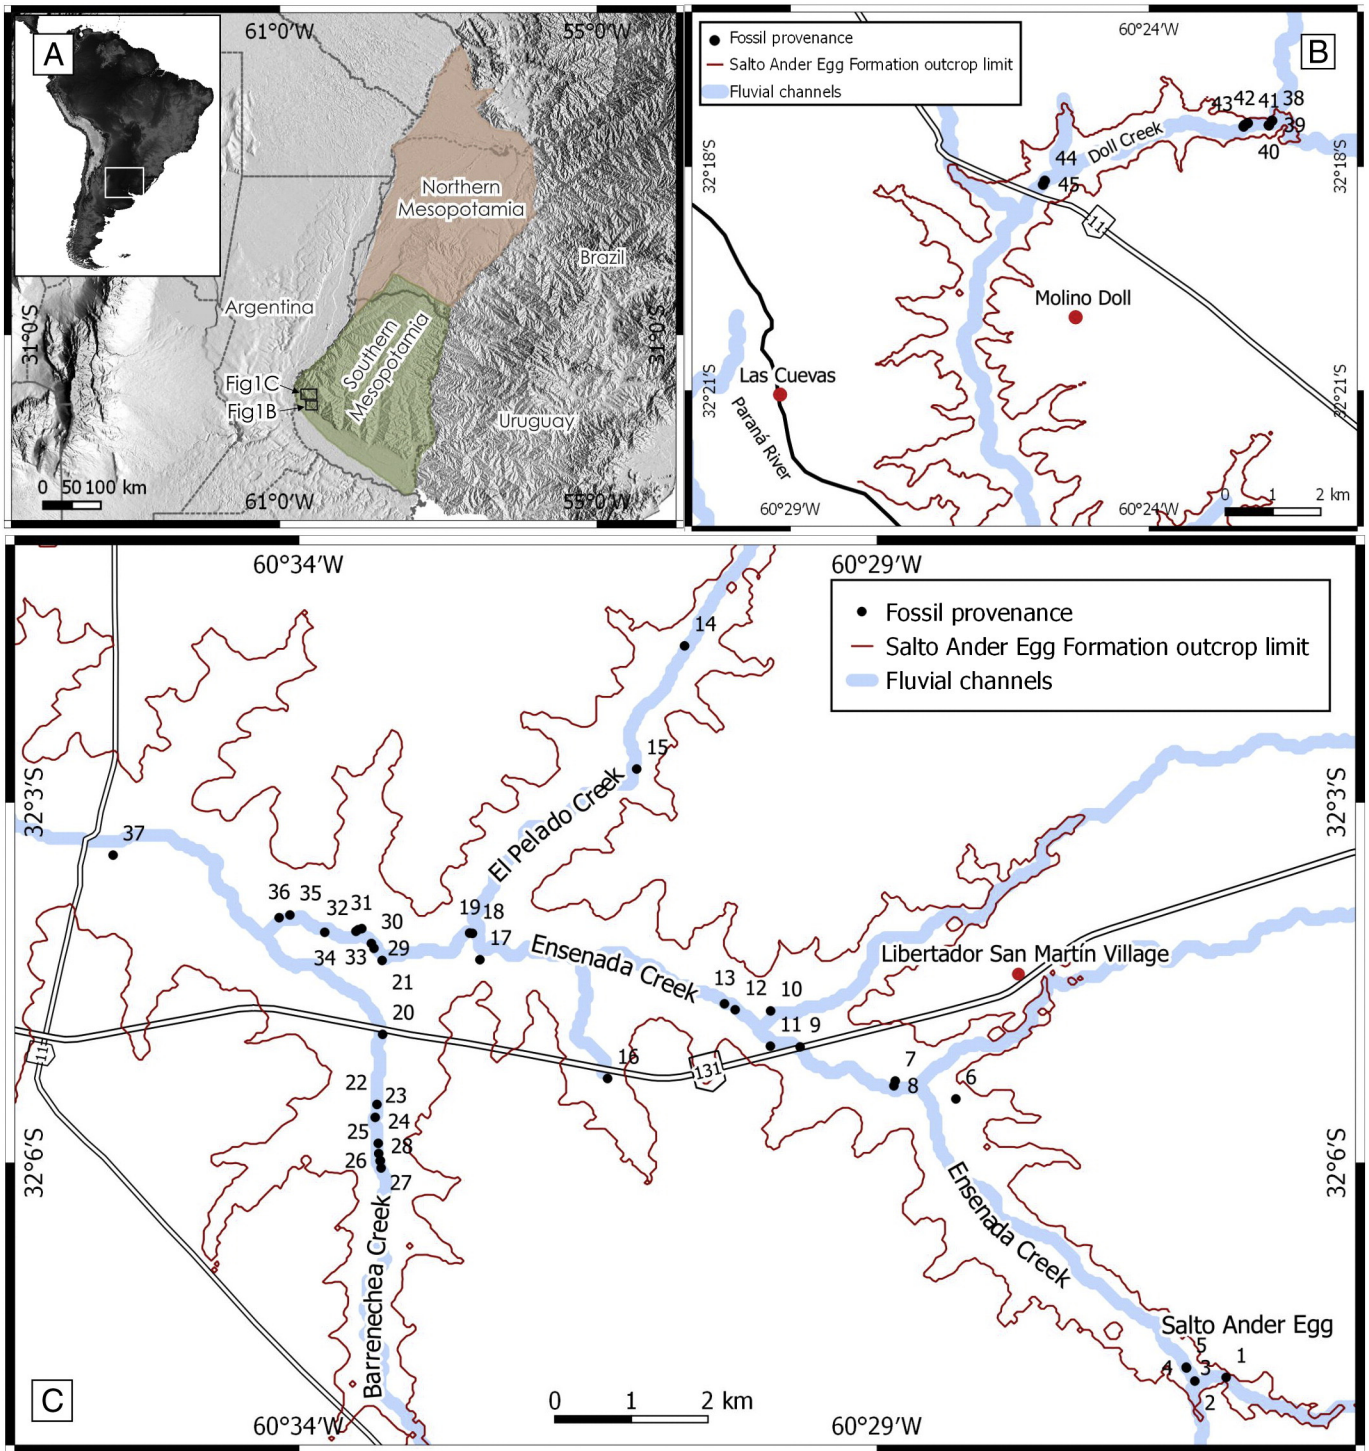 A
61°0′W
55°0′W
Northern
Mesopotamia
Brazil
Argentina
31°0′S
31°0′S
Southern
Mesopotamia
Fig1C
Fig1B
Uruguay
0 50 100 km
61°0′W
55°0′W
Fossil provenance
Salto Ander Egg Formation outcrop limit
Fluvial channels
60°24′W
B
43 42 41 38
39
40
Doll Creek
44
45
32°18′S
32°18′S
11
Molino Doll
Las Cuevas
Paraná River
32°21′S
32°21′S
60°29′W
60°24′W
0 1 2 km
60°34′W
60°29′W
Fossil provenance
Salto Ander Egg Formation outcrop limit
Fluvial channels
14
15
El Pelado Creek
32°3′S
32°3′S
37
36 35
32 31
30
34 33 29
19 18
17
Ensenada Creek
Libertador San Martín Village
21
20
13 12 10
11 9
11
16
131
7
8
6
22
23
24
25
28
26
27
32°6′S
32°6′S
Barrenechea Creek
Ensenada Creek
Salto Ander Egg
5
4 3
1
2
C
0 1 2 km
60°34′W
60°29′W